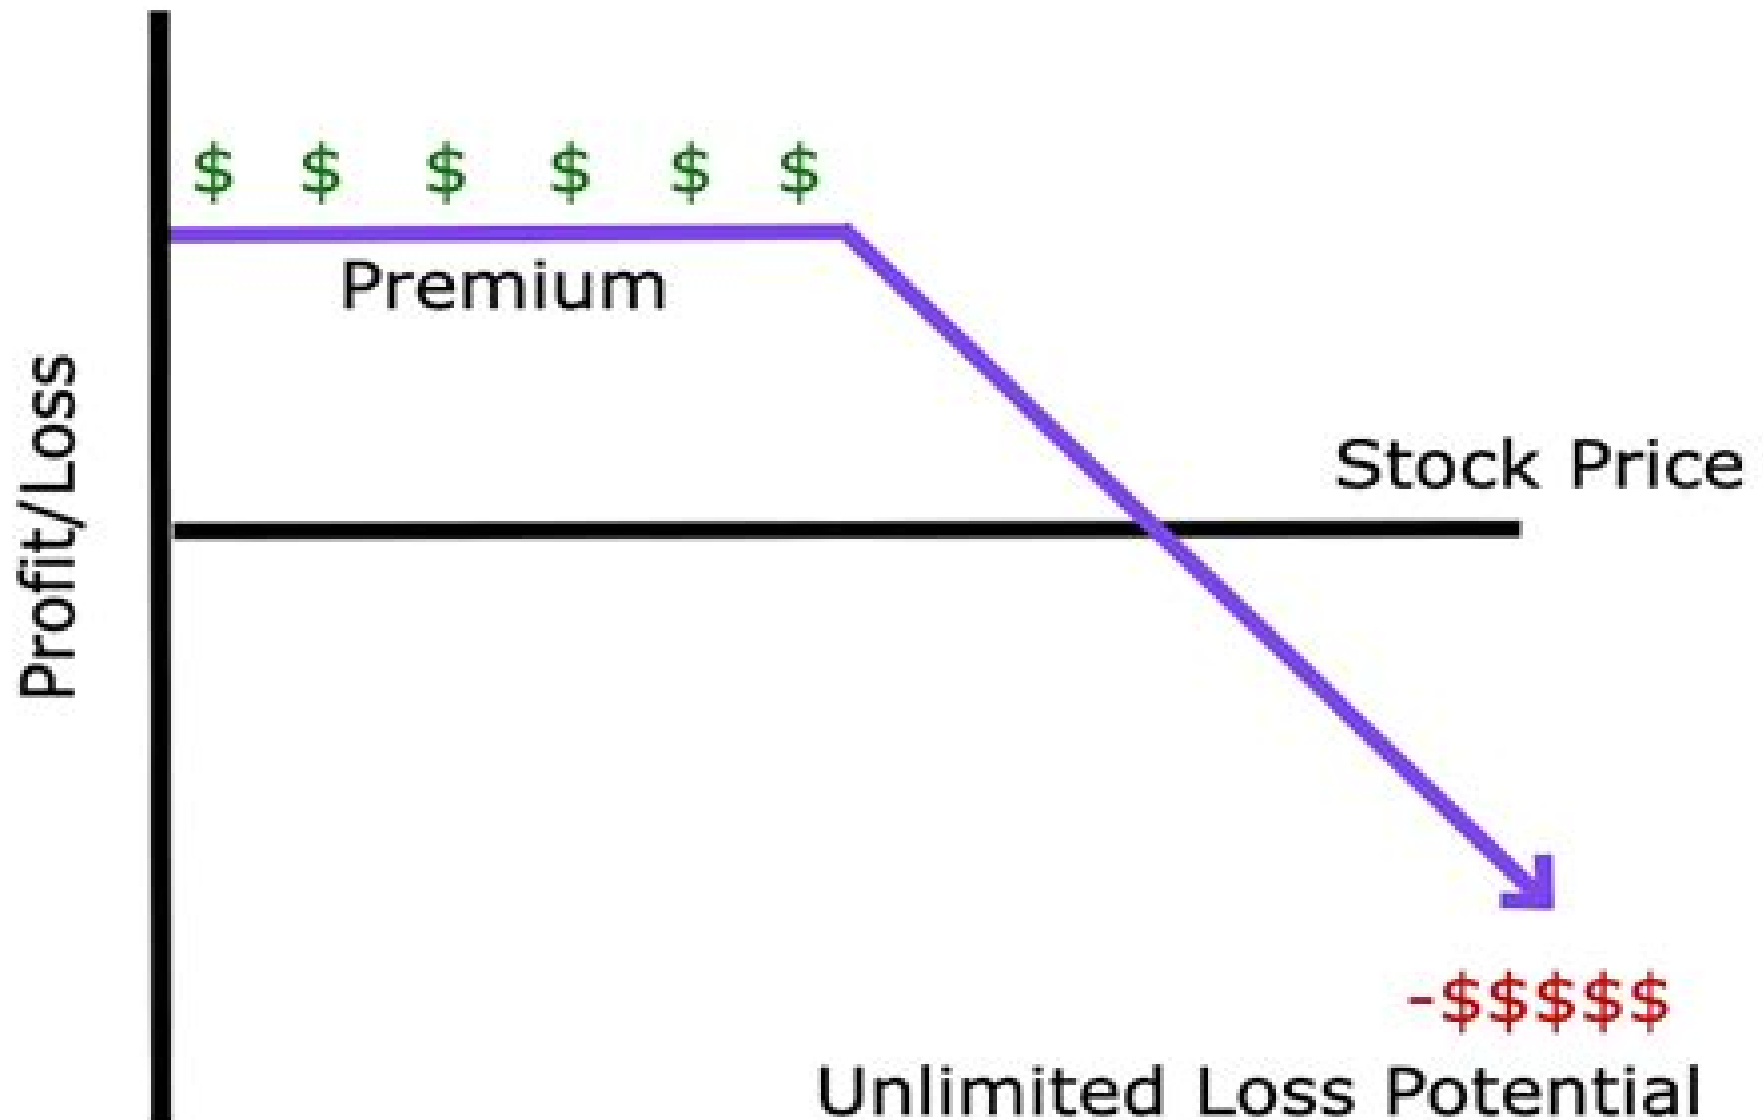 $ $ $ $ $ $
Premium
Profit/Loss
Stock Price
-$$$$$
Unlimited Loss Potential